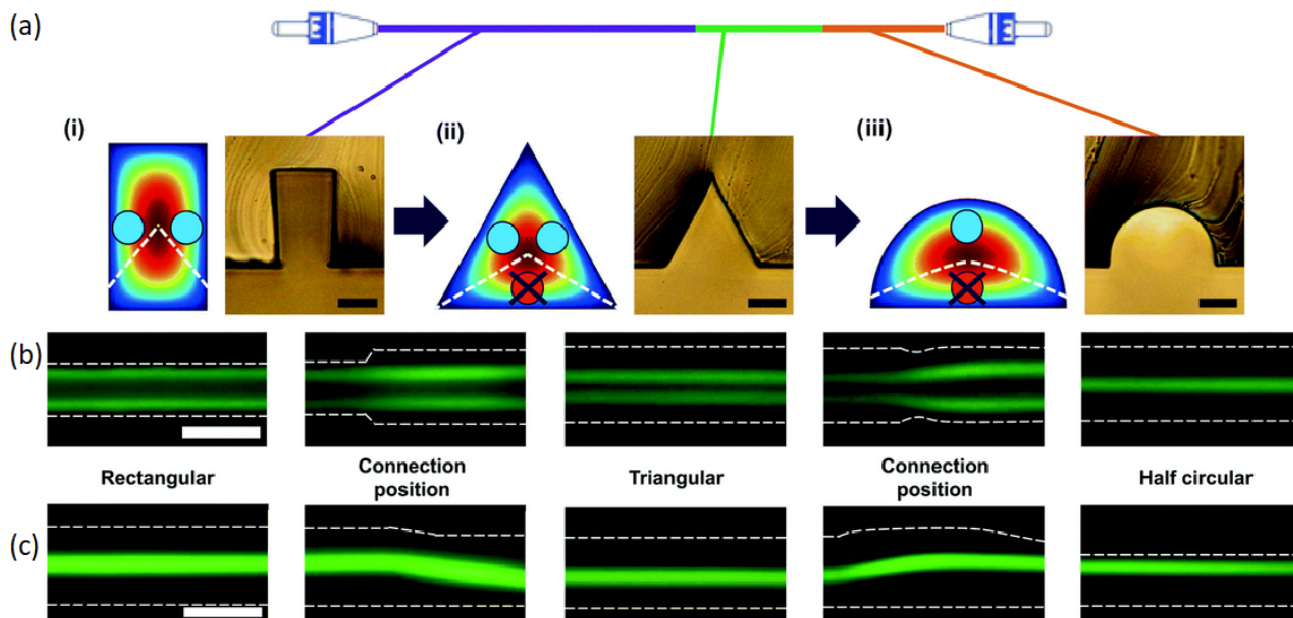 (a)
(i)
(ii)
(iii)
(b)
Rectangular
Connection
position
Triangular
Connection
position
Half circular
(c)